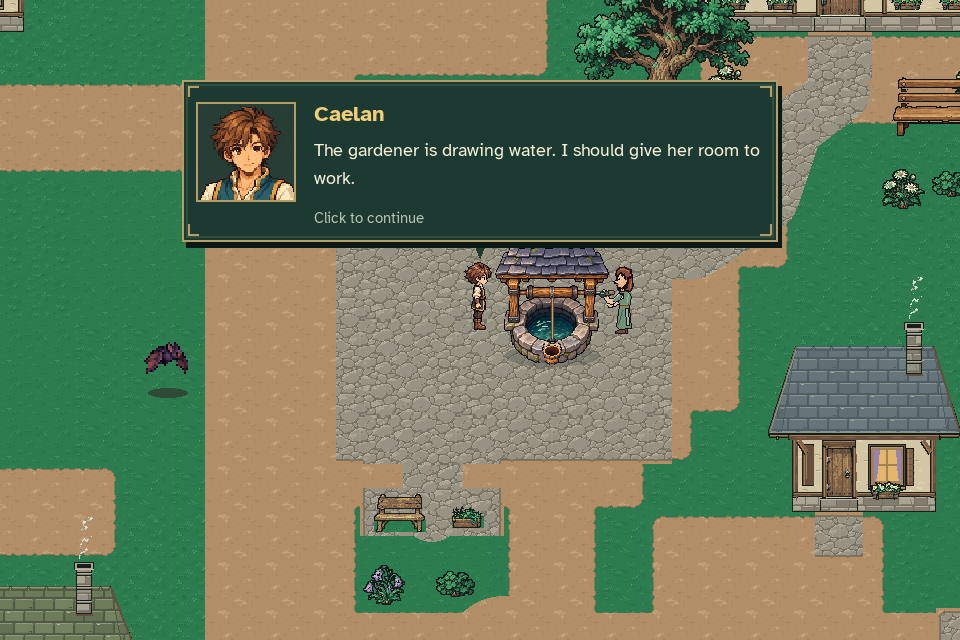 Caelan
The gardener is drawing water. I should give her room to
work.
Click to continue